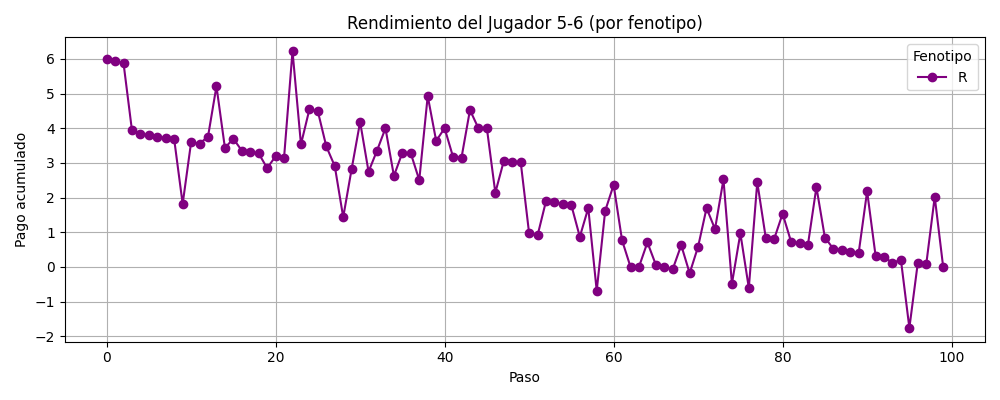 Rendimiento del Jugador 5-6 (por fenotipo)
Fenotipo
R
Pago acumulado
6
5
4
3
2
1
0
−1
−2
0 20 40 60 80 100
Paso